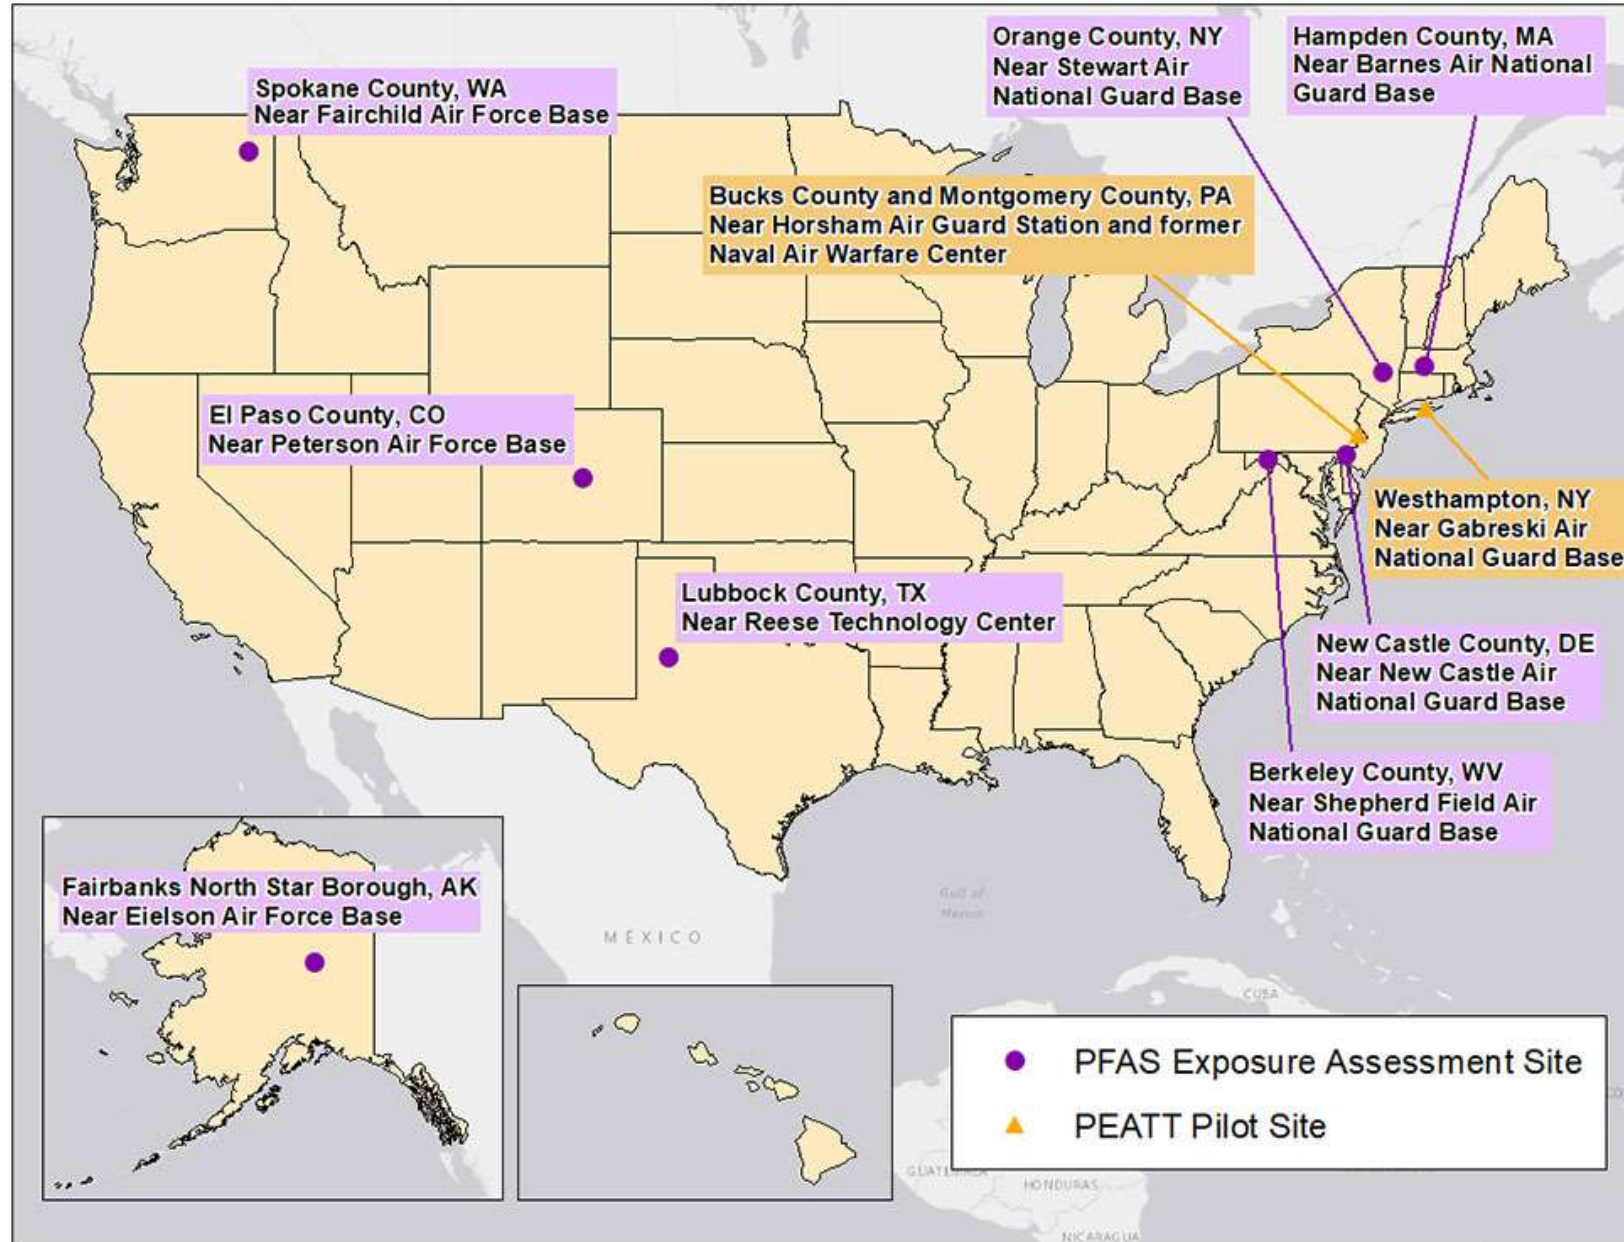 Orange County, NY
Near Stewart Air
National Guard Base
Hampden County, MA
Near Barnes Air National
Guard Base
Spokane County, WA
Near Fairchild Air Force Base
Bucks County and Montgomery County, PA
Near Horsham Air Guard Station and former
Naval Air Warfare Center
El Paso County, CO
Near Peterson Air Force Base
Westhampton, NY
Near Gabreski Air
National Guard Base
Lubbock County, TX
Near Reese Technology Center
New Castle County, DE
Near New Castle Air
National Guard Base
Berkeley County, WV
Near Shepherd Field Air
National Guard Base
Fairbanks North Star Borough, AK
Near Eielson Air Force Base
Gulf of
Mexico
MÉXICO
CUBA
PFAS Exposure Assessment Site
PEATT Pilot Site
GUATEMALA
HONDURAS
NICARAGUA